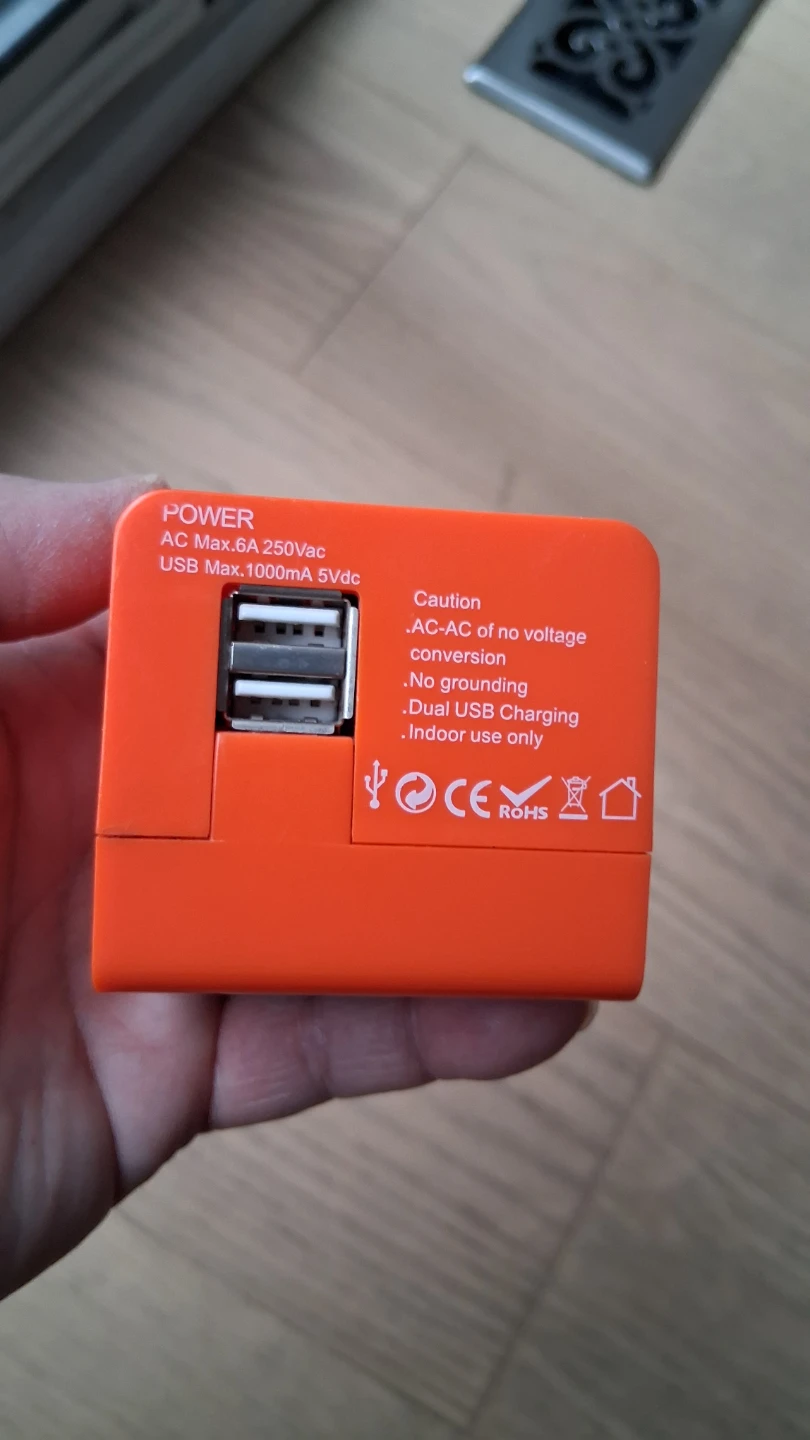 POWER
AC Max.6A 250Vac
USB Max.1000mA 5Vdc
Caution
.AC-AC of no voltage
conversion
.No grounding
.Dual USB Charging
.Indoor use only
CE
RoHS